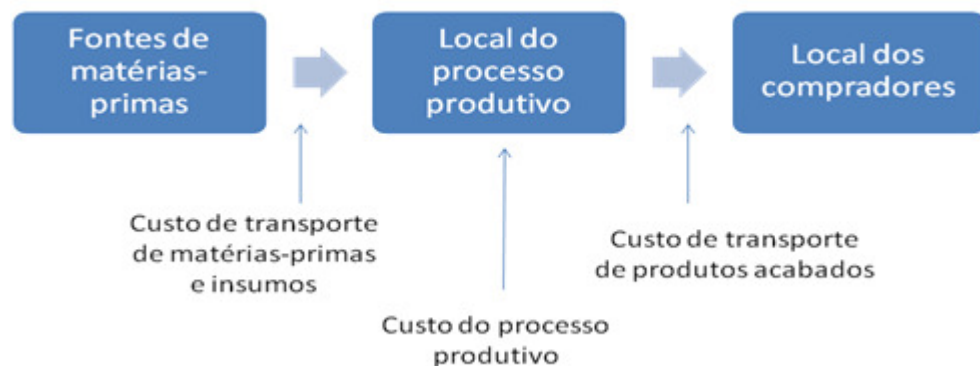 Fontes de
matérias-
primas
Local do
processo
produtivo
Local dos
compradores
Custo de transporte
de matérias-primas
e insumos
Custo do processo
produtivo
Custo de transporte
de produtos acabados